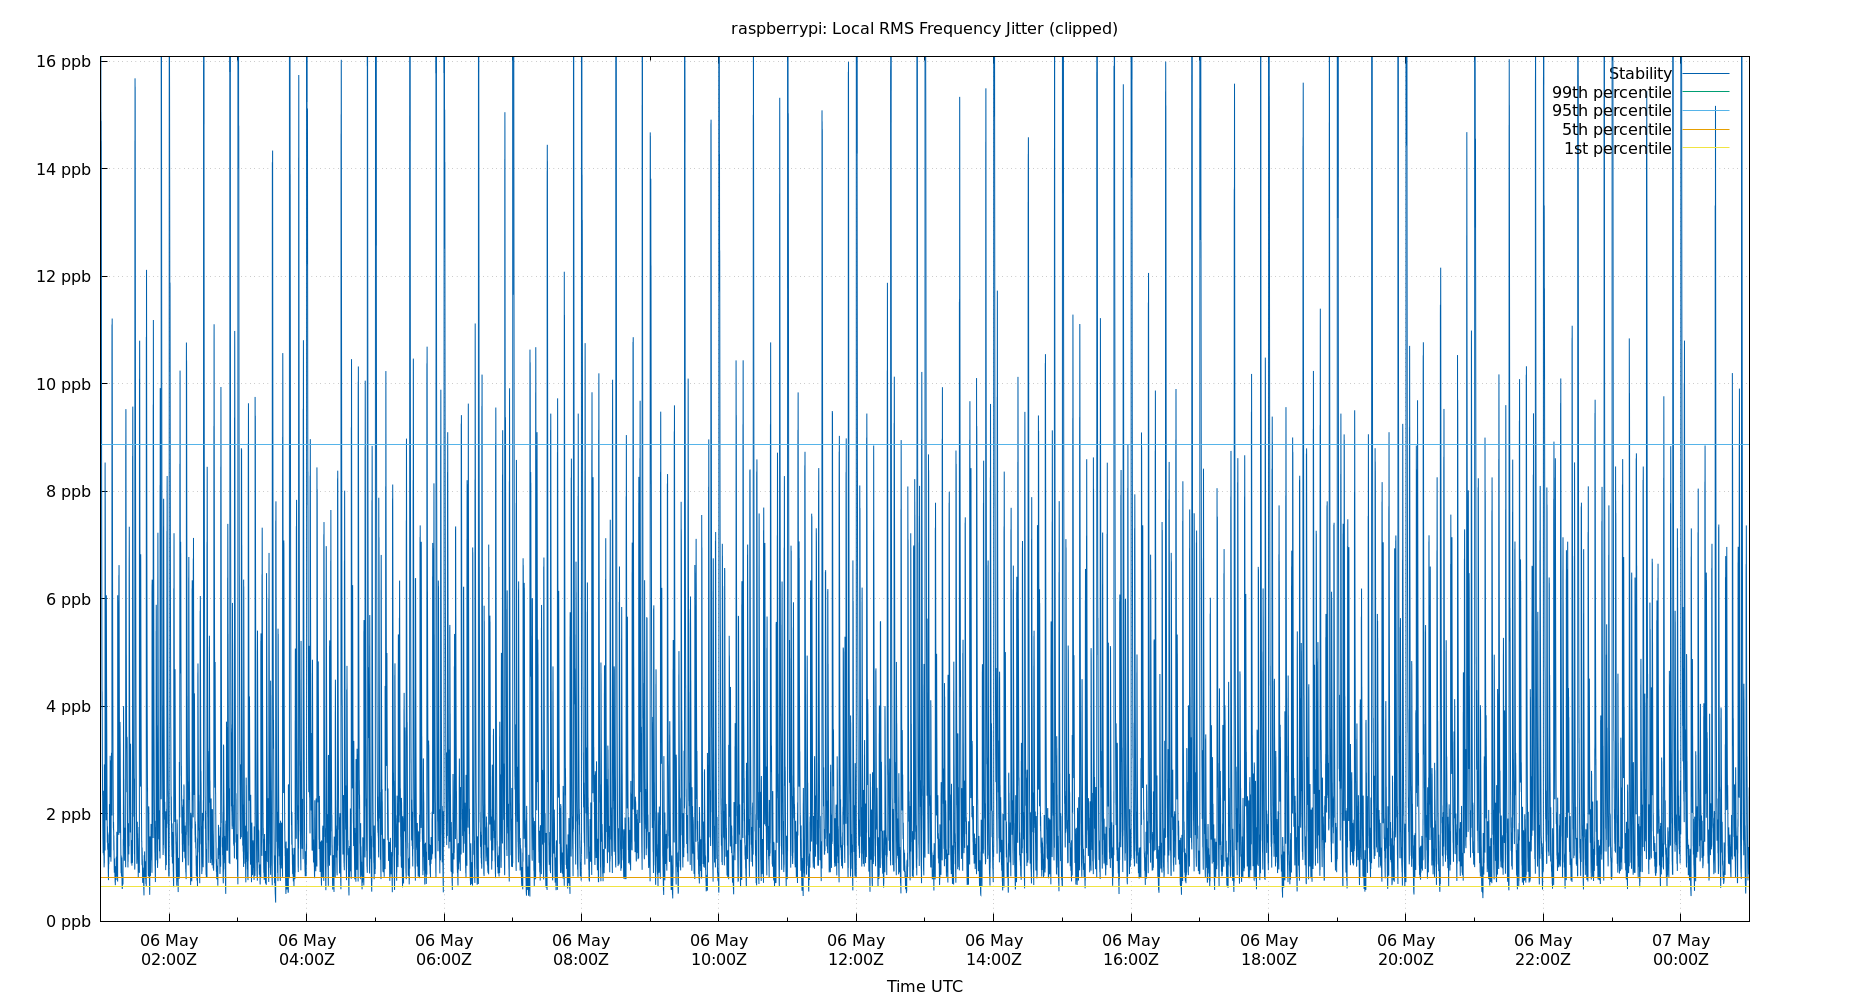 raspberrypi: Local RMS Frequency Jitter (clipped)
16 ppb
14 ppb
12 ppb
10 ppb
8 ppb
6 ppb
4 ppb
2 ppb
0 ppb
Stability
99th percentile
95th percentile
5th percentile
1st percentile
06 May 06 May 06 May 06 May 06 May 06 May 06 May 06 May 06 May 06 May 06 May 07 May
02:00Z 04:00Z 06:00Z 08:00Z 10:00Z 12:00Z 14:00Z 16:00Z 18:00Z 20:00Z 22:00Z 00:00Z
Time UTC